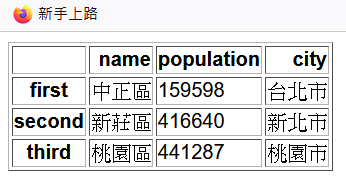 新手上路
name population city
first 中正區 159598 台北市
second 新莊區 416640 新北市
third 桃園區 441287 桃園市